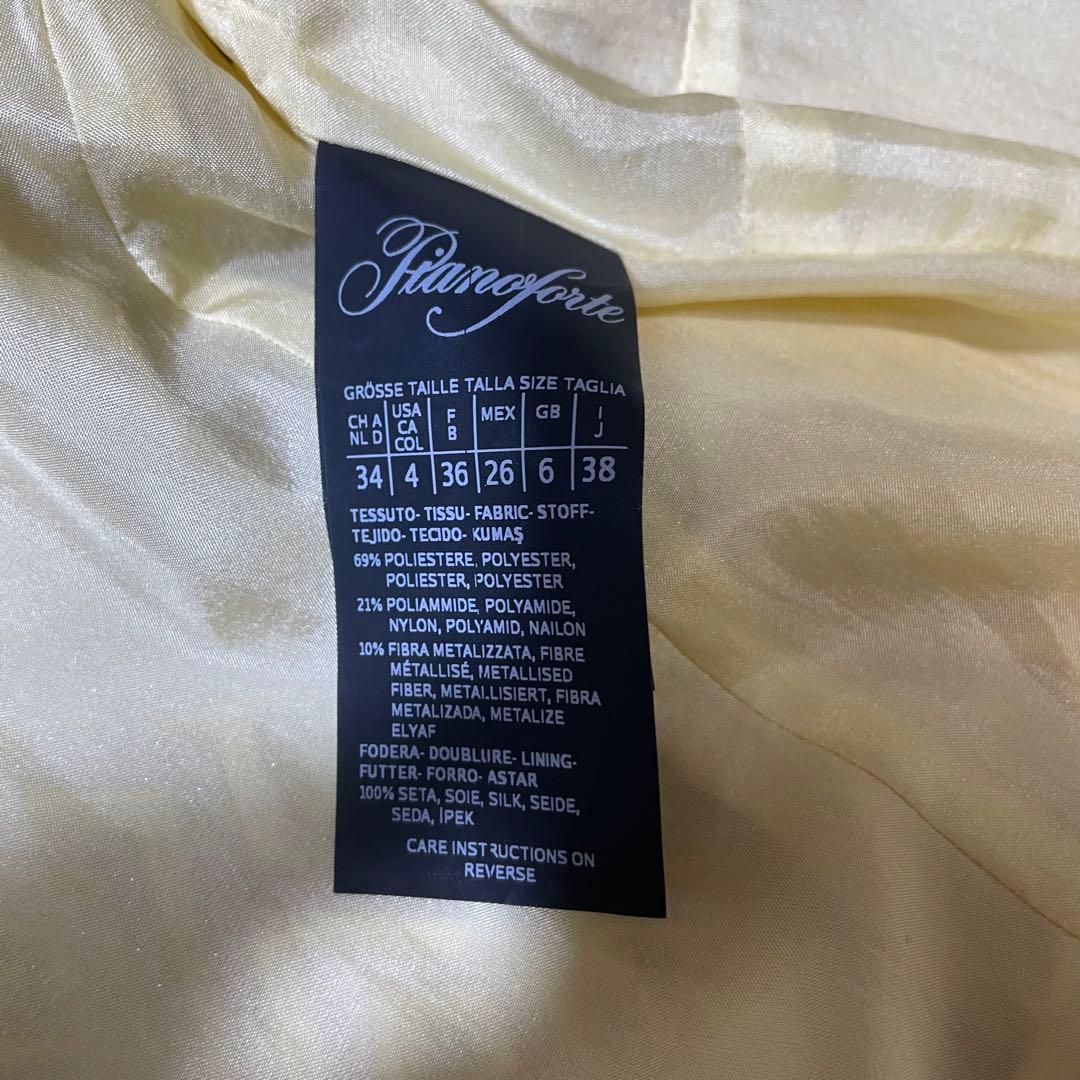 Pianoforte
GRÖSSE TAILLE TALLA SIZE TAGLIA
CH A NL D USA CA COL F B MEX GB I J
34 4 36 26 6 38
TESSUTO- TISSU- FABRIC- STOFF-
TEJIDO- TECIDO- KUMAŞ
69% POLIESTERE, POLYESTER,
POLIESTER, POLYESTER
21% POLIAMMIDE, POLYAMIDE,
NYLON, POLYAMID, NAILON
10% FIBRA METALIZZATA, FIBRE
MÉTALLISÉ, METALLISED
FIBER, METALLISIERT, FIBRA
METALIZADA, METALIZE
ELYAF
FODERA- DOUBLURE- LINING-
FUTTER- FORRO- ASTAR
100% SETA, SOIE, SILK, SEIDE,
SEDA, İPEK
CARE INSTRUCTIONS ON
REVERSE